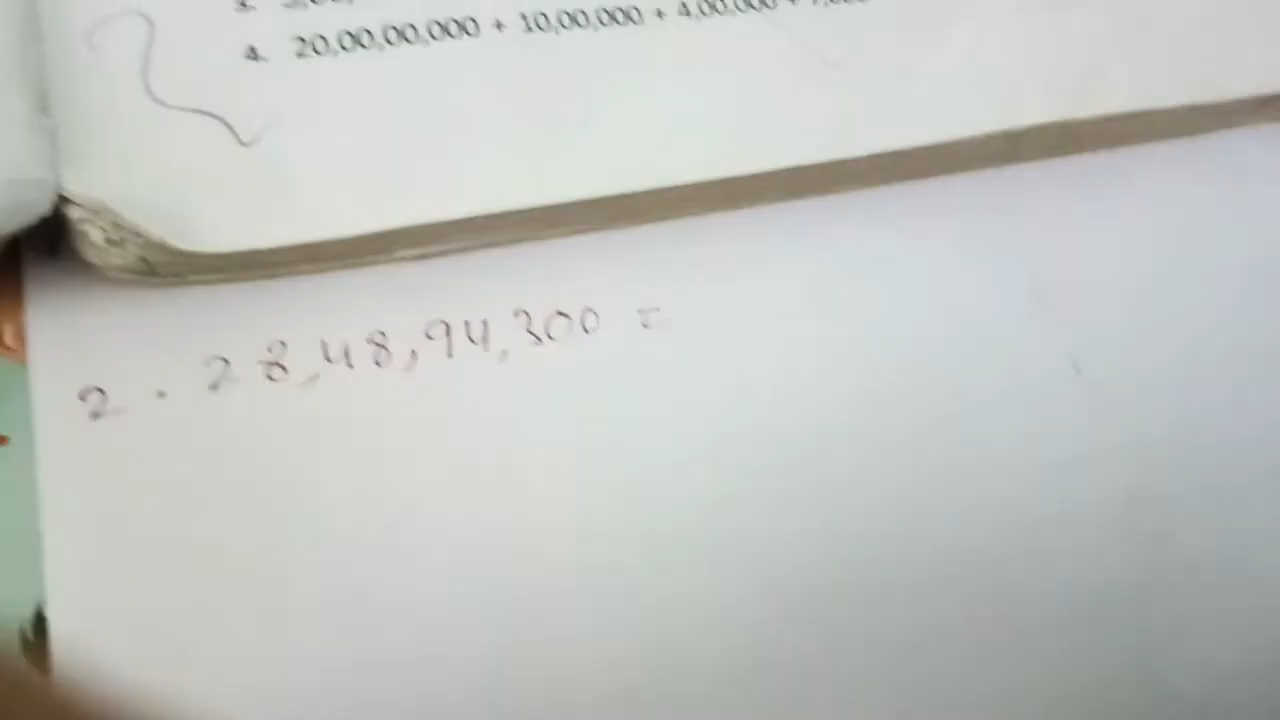 4. 20,00,00,000 + 10,00,000 + 4,00,000 +
2 . 28,48,94,300 =